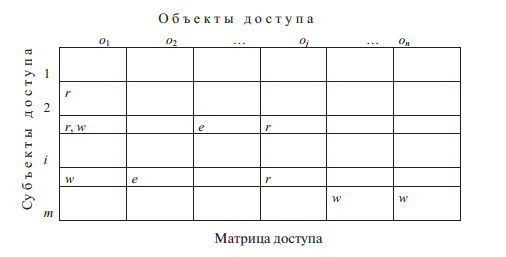 Объекты доступа
o1 o2 … oj … on
Субъекты доступа
1
r
2
r, w e r
i
w e r
w w
m
Матрица доступа